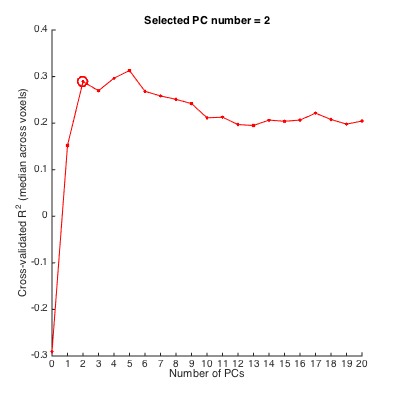 Selected PC number = 2
Cross-validated R² (median across voxels)
0.4
0.3
0.2
0.1
0
-0.1
-0.2
-0.3
0 1 2 3 4 5 6 7 8 9 10 11 12 13 14 15 16 17 18 19 20
Number of PCs